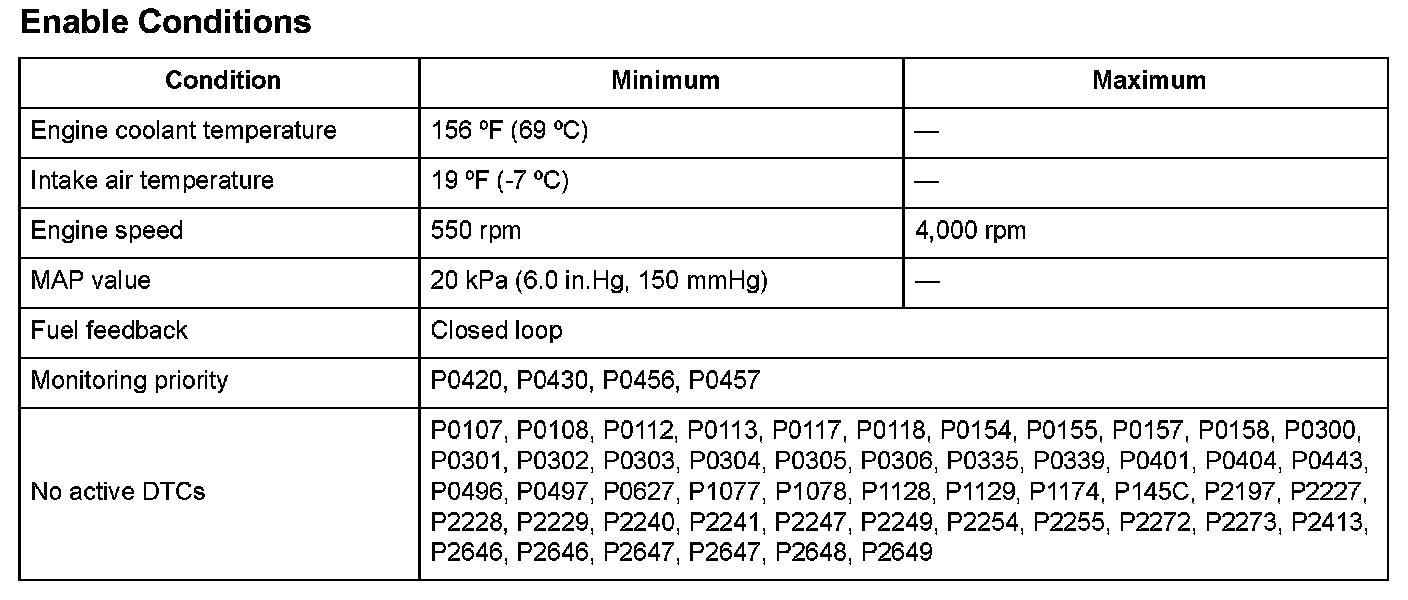 Enable Conditions
Condition Minimum Maximum
Engine coolant temperature 156 ºF (69 ºC) —
Intake air temperature 19 ºF (-7 ºC) —
Engine speed 550 rpm 4,000 rpm
MAP value 20 kPa (6.0 in.Hg, 150 mmHg) —
Fuel feedback Closed loop
Monitoring priority P0420, P0430, P0456, P0457
No active DTCs
P0107, P0108, P0112, P0113, P0117, P0118, P0154, P0155, P0157, P0158, P0300,
P0301, P0302, P0303, P0304, P0305, P0306, P0335, P0339, P0401, P0404, P0443,
P0496, P0497, P0627, P1077, P1078, P1128, P1129, P1174, P145C, P2197, P2227,
P2228, P2229, P2240, P2241, P2247, P2249, P2254, P2255, P2272, P2273, P2413,
P2646, P2646, P2647, P2647, P2648, P2649